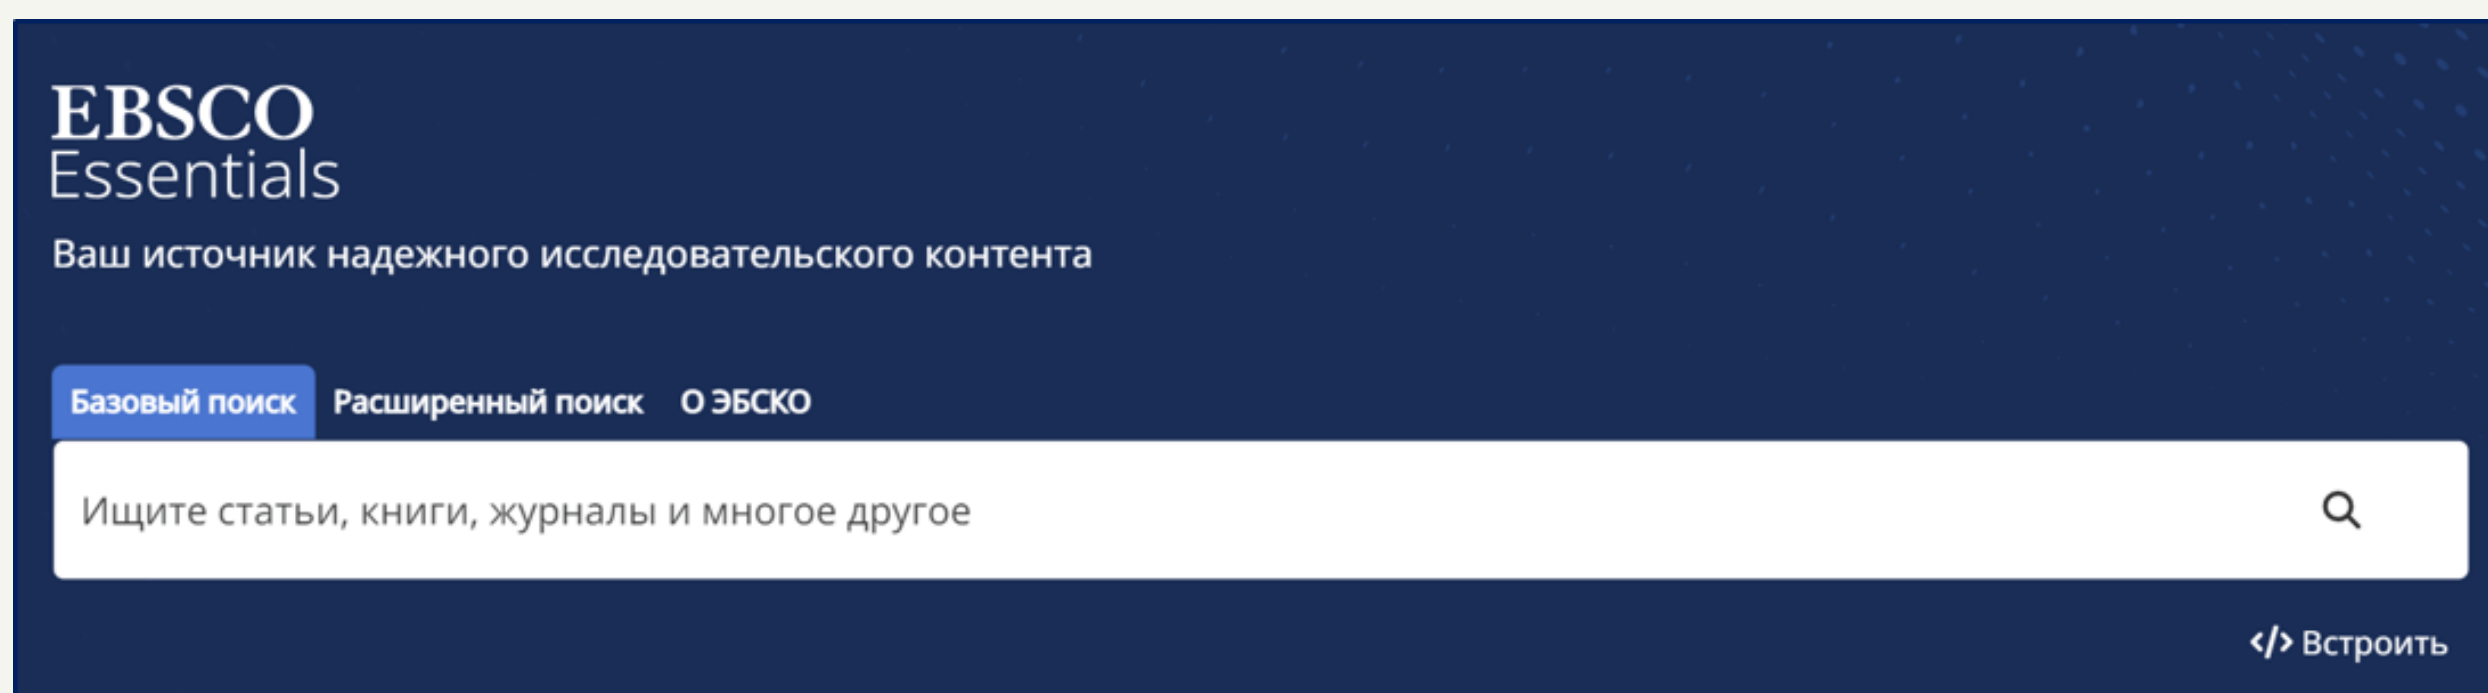 EBSCO
Essentials
Ваш источник надежного исследовательского контента
Базовый поиск Расширенный поиск О ЭБСКО
Ищите статьи, книги, журналы и многое другое
</> Встроить